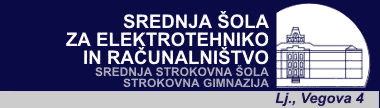 SREDNJA ŠOLA
ZA ELEKTROTEHNIKO
IN RAČUNALNIŠTVO
SREDNJA STROKOVNA ŠOLA
STROKOVNA GIMNAZIJA
Lj., Vegova 4